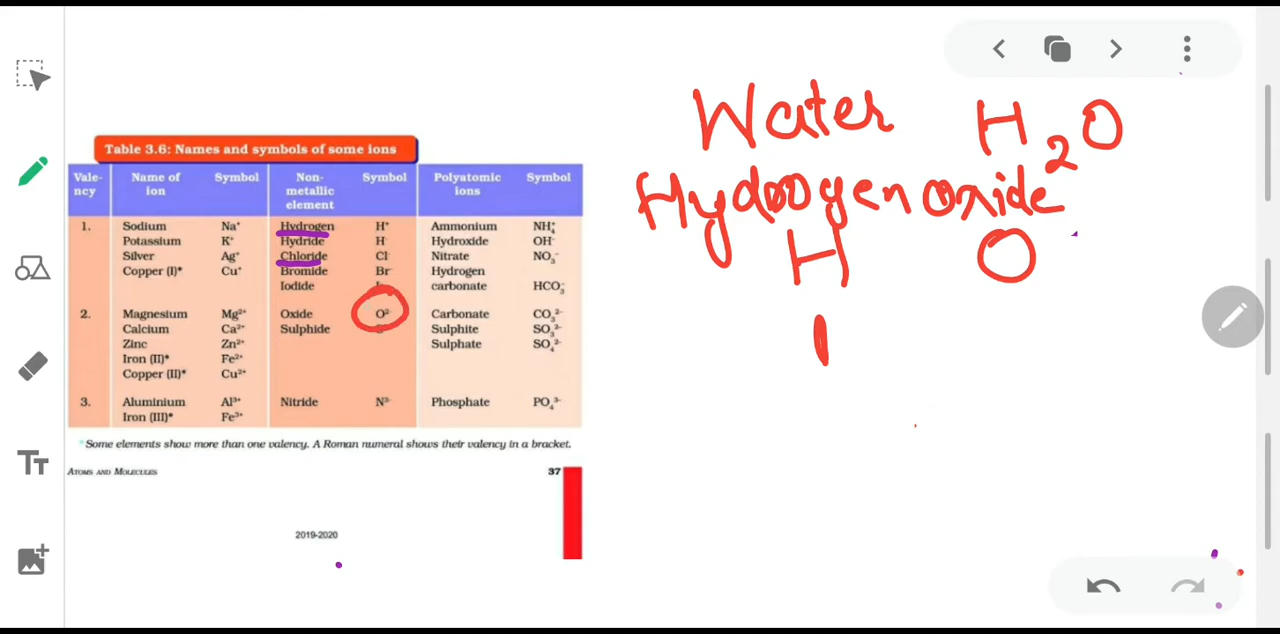 Water H2O
Hydrogen oxide
H O
1
Table 3.6: Names and symbols of some ions
Vale-ncy Name of ion Symbol Non-metallic element Symbol Polyatomic ions Symbol
1. Sodium Na⁺ Hydrogen H⁺ Ammonium NH₄⁺
Potassium K⁺ Hydride H⁻ Hydroxide OH⁻
Silver Ag⁺ Chloride Cl⁻ Nitrate NO₃⁻
Copper (I)* Cu⁺ Bromide Br⁻ Hydrogen
Iodide carbonate HCO₃⁻
2. Magnesium Mg²⁺ Oxide O²⁻ Carbonate CO₃²⁻
Calcium Ca²⁺ Sulphide Sulphite SO₃²⁻
Zinc Zn²⁺ Sulphate SO₄²⁻
Iron (II)* Fe²⁺
Copper (II)* Cu²⁺
3. Aluminium Al³⁺ Nitride N³⁻ Phosphate PO₄³⁻
Iron (III)* Fe³⁺
* Some elements show more than one valency. A Roman numeral shows their valency in a bracket.
ATOMS AND MOLECULES 37
2019-2020
TT